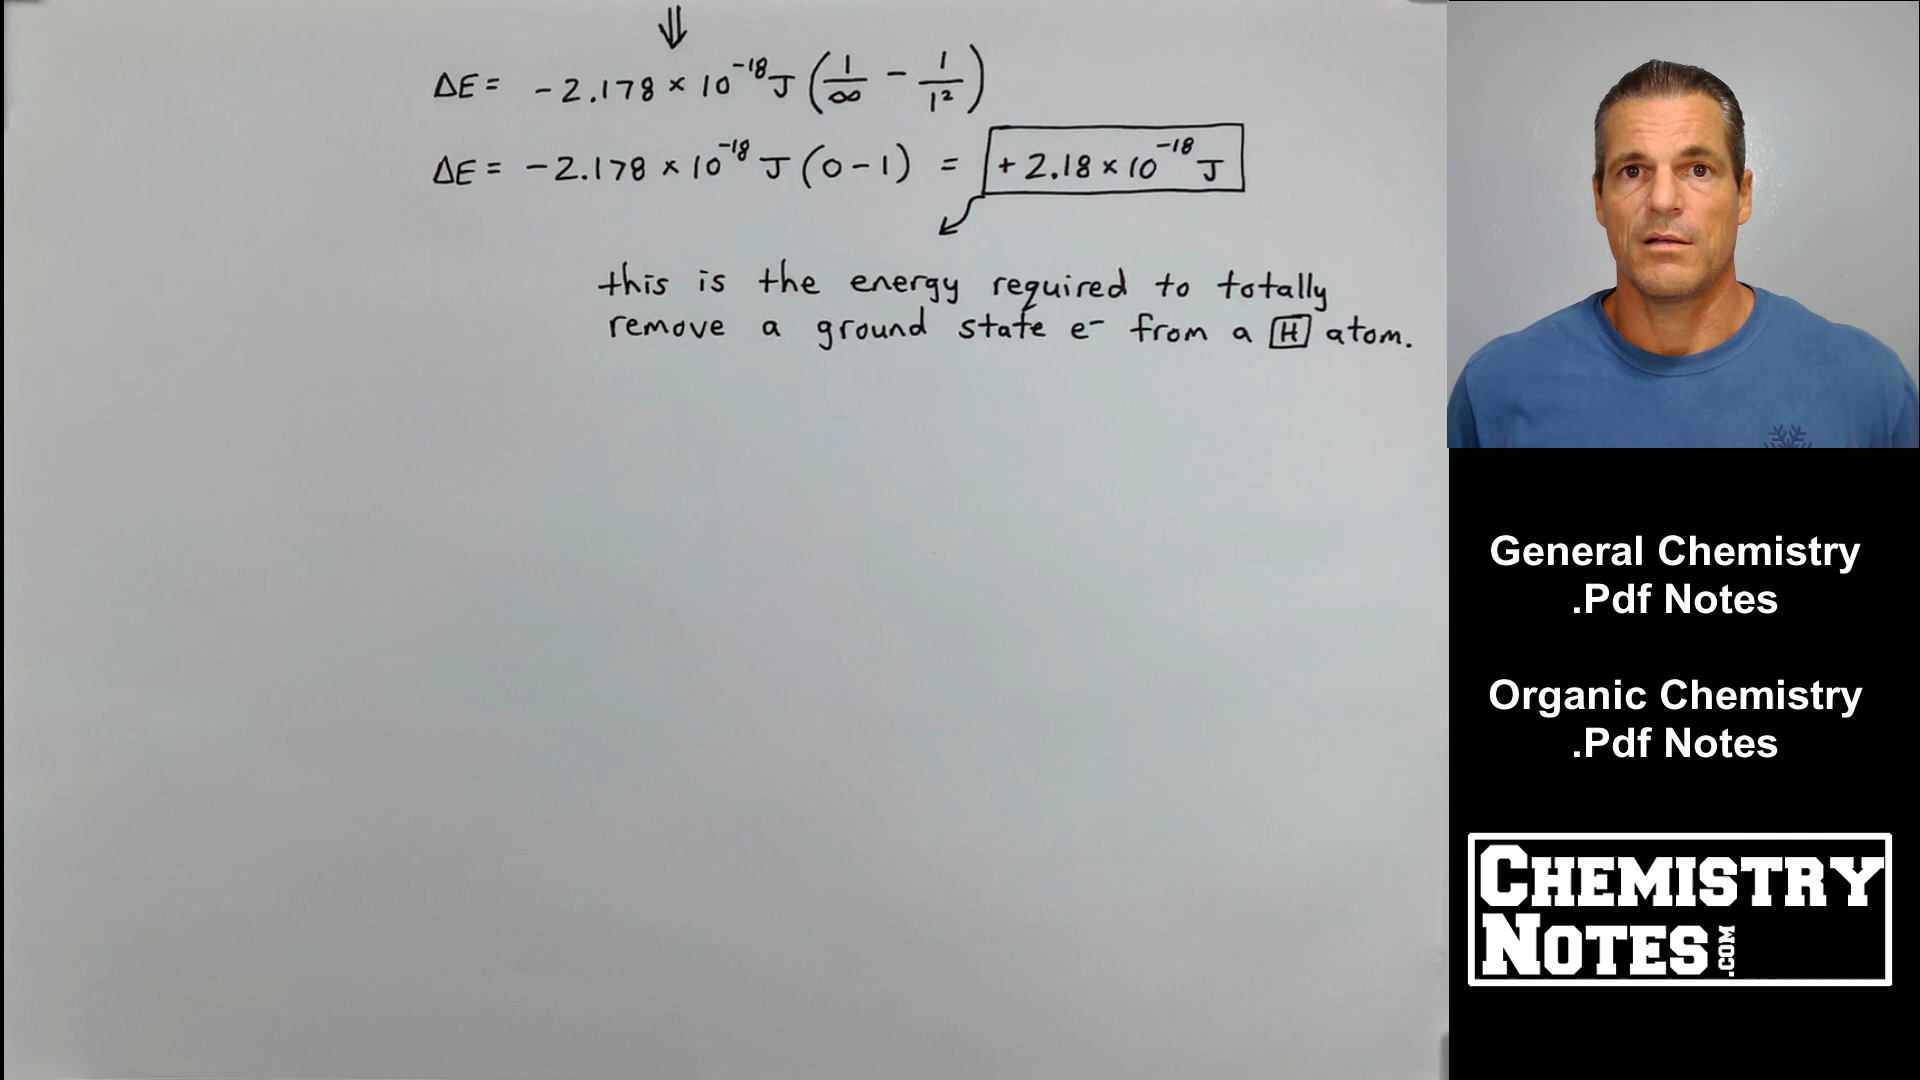 ⇓
ΔE = -2.178 × 10⁻¹⁸ J (1/∞ - 1/1²)
ΔE = -2.178 × 10⁻¹⁸ J (0 - 1) = +2.18 × 10⁻¹⁸ J
this is the energy required to totally
remove a ground state e⁻ from a H atom.
General Chemistry
.Pdf Notes
Organic Chemistry
.Pdf Notes
CHEMISTRY
NOTES.COM